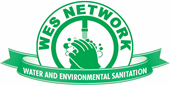 WES NETWORK
WATER AND ENVIRONMENTAL SANITATION